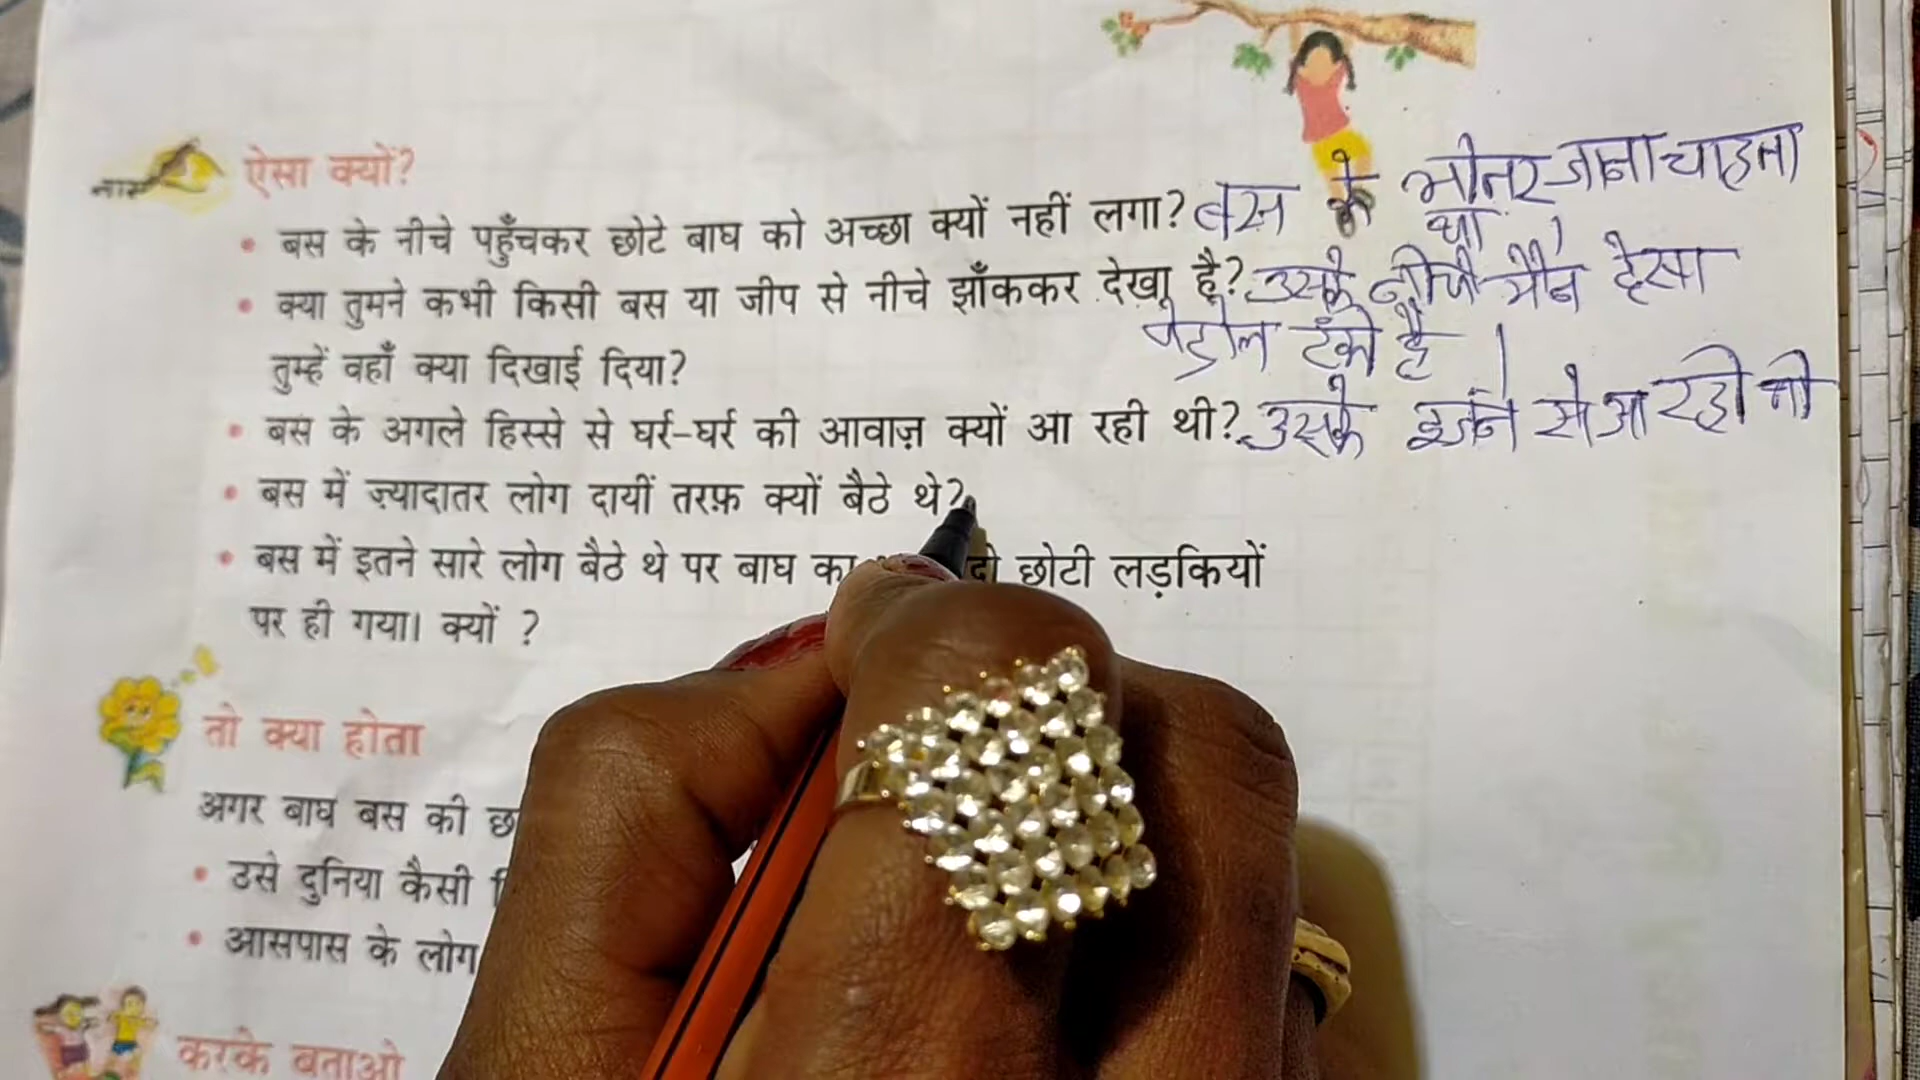 ऐसा क्यों?
बस के नीचे पहुँचकर छोटे बाघ को अच्छा क्यों नहीं लगा? बस के भीतर जाना चाहता
था ।
क्या तुमने कभी किसी बस या जीप से नीचे झाँककर देखा है? उसके नीचे मैंने
पेट्रोल टंकी है ।
तुम्हें वहाँ क्या दिखाई दिया?
बस के अगले हिस्से से घर्र-घर्र की आवाज़ क्यों आ रही थी? उसके इजंन से आ रही
बस में ज़्यादातर लोग दायीं तरफ़ क्यों बैठे थे?
बस में इतने सारे लोग बैठे थे पर बाघ का दो छोटी लड़कियों
पर ही गया। क्यों ?
तो क्या होता
अगर बाघ बस की
उसे दुनिया कैसी
आसपास के लोग
करके बताओ